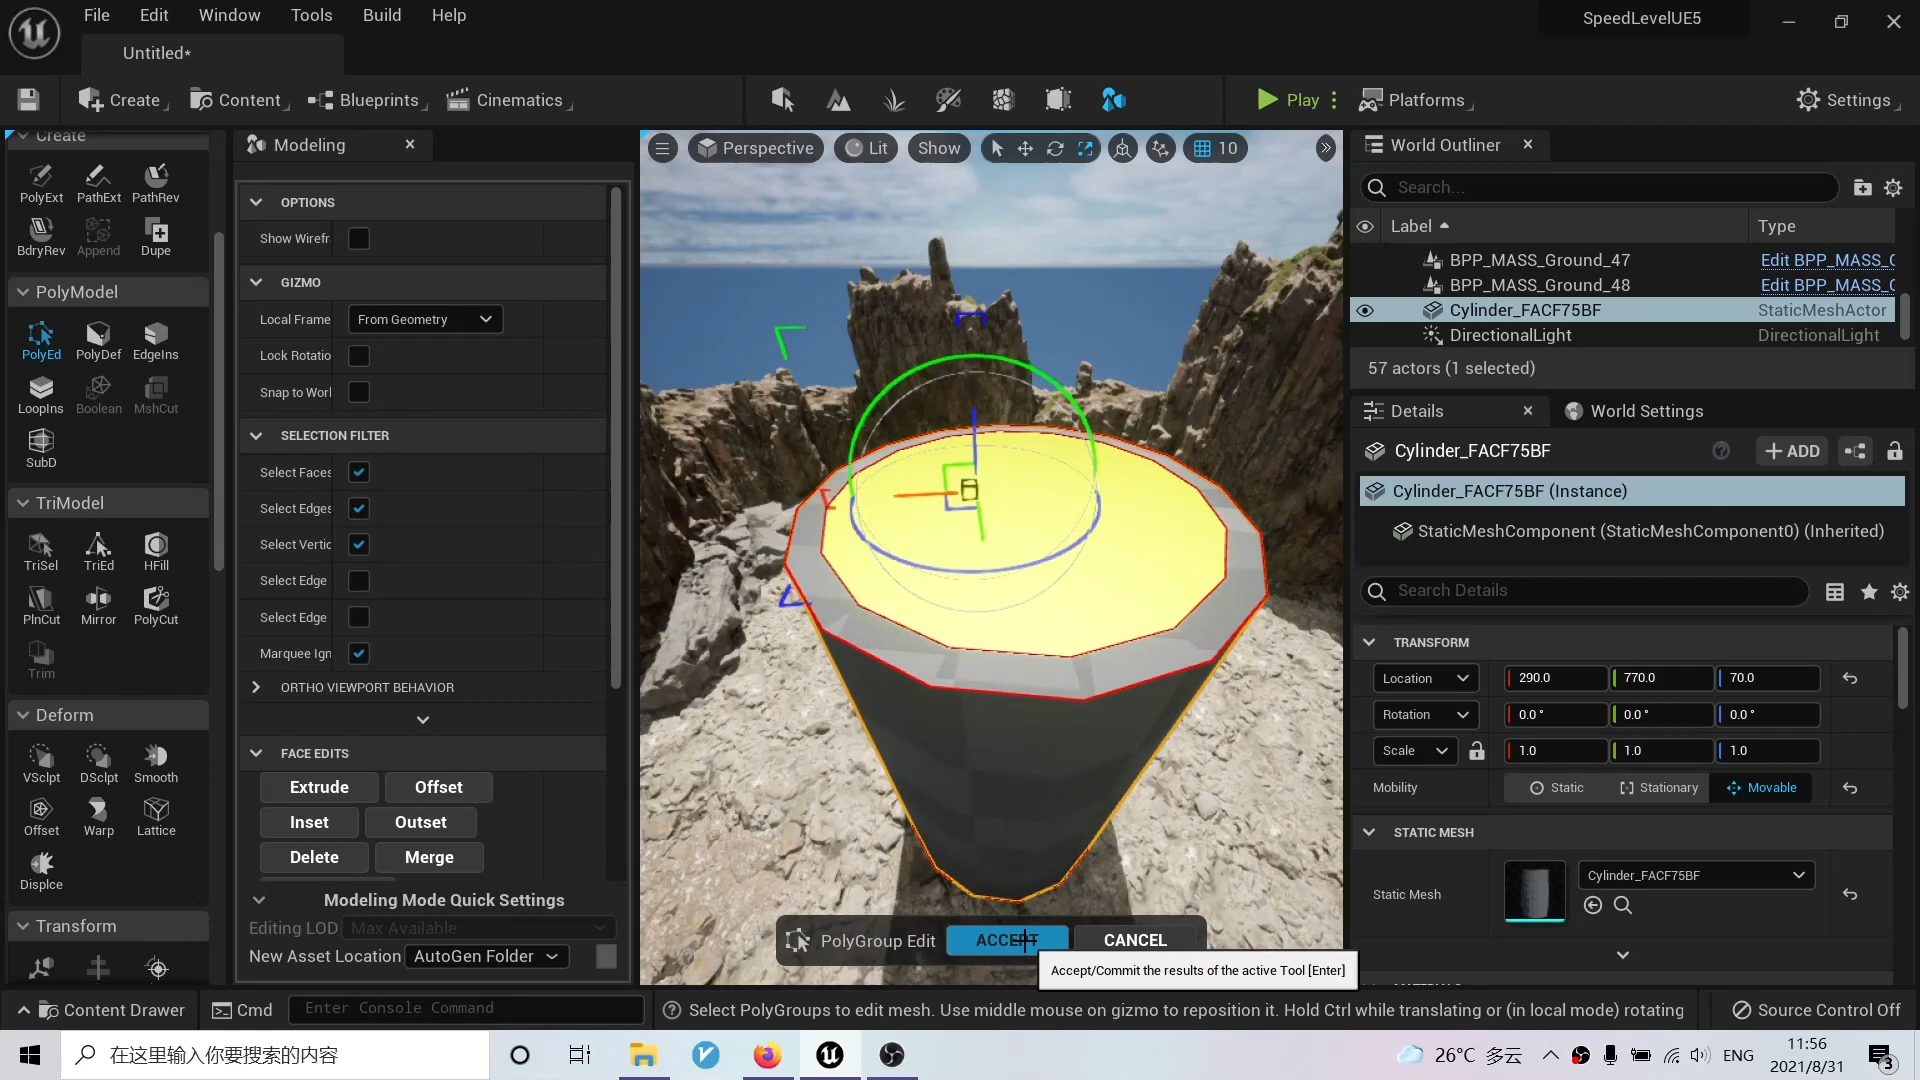 File Edit Window Tools Build Help
SpeedLevelUE5
Untitled*
Create Content Blueprints Cinematics Play Platforms Settings
Create
PolyExt PathExt PathRev
BdryRev Append Dupe
PolyModel
PolyEd PolyDef EdgeIns
LoopIns Boolean MshCut
SubD
TriModel
TriSel TriEd HFill
PlnCut Mirror PolyCut
Trim
Deform
VSclpt DSclpt Smooth
Offset Warp Lattice
Displce
Transform
Modeling
OPTIONS
Show Wirefr
GIZMO
Local Frame From Geometry
Lock Rotatio
Snap to Worl
SELECTION FILTER
Select Faces
Select Edges
Select Vertic
Select Edge
Select Edge
Marquee Ign
ORTHO VIEWPORT BEHAVIOR
FACE EDITS
Extrude Offset
Inset Outset
Delete Merge
Modeling Mode Quick Settings
Editing LOD Max Available
New Asset Location AutoGen Folder
Perspective Lit Show 10
PolyGroup Edit ACCEPT CANCEL
Accept/Commit the results of the active Tool [Enter]
World Outliner
Search...
Label Type
BPP_MASS_Ground_47 Edit BPP_MASS_G
BPP_MASS_Ground_48 Edit BPP_MASS_G
Cylinder_FACF75BF StaticMeshActor
DirectionalLight DirectionalLight
57 actors (1 selected)
Details World Settings
Cylinder_FACF75BF ADD
Cylinder_FACF75BF (Instance)
StaticMeshComponent (StaticMeshComponent0) (Inherited)
Search Details
TRANSFORM
Location 290.0 770.0 70.0
Rotation 0.0 ° 0.0 ° 0.0 °
Scale 1.0 1.0 1.0
Mobility Static Stationary Movable
STATIC MESH
Static Mesh Cylinder_FACF75BF
Content Drawer Cmd Enter Console Command Select PolyGroups to edit mesh. Use middle mouse on gizmo to reposition it. Hold Ctrl while translating or (in local mode) rotating Source Control Off
在这里输入你要搜索的内容 26°C 多云 ENG 11:56
2021/8/31 3